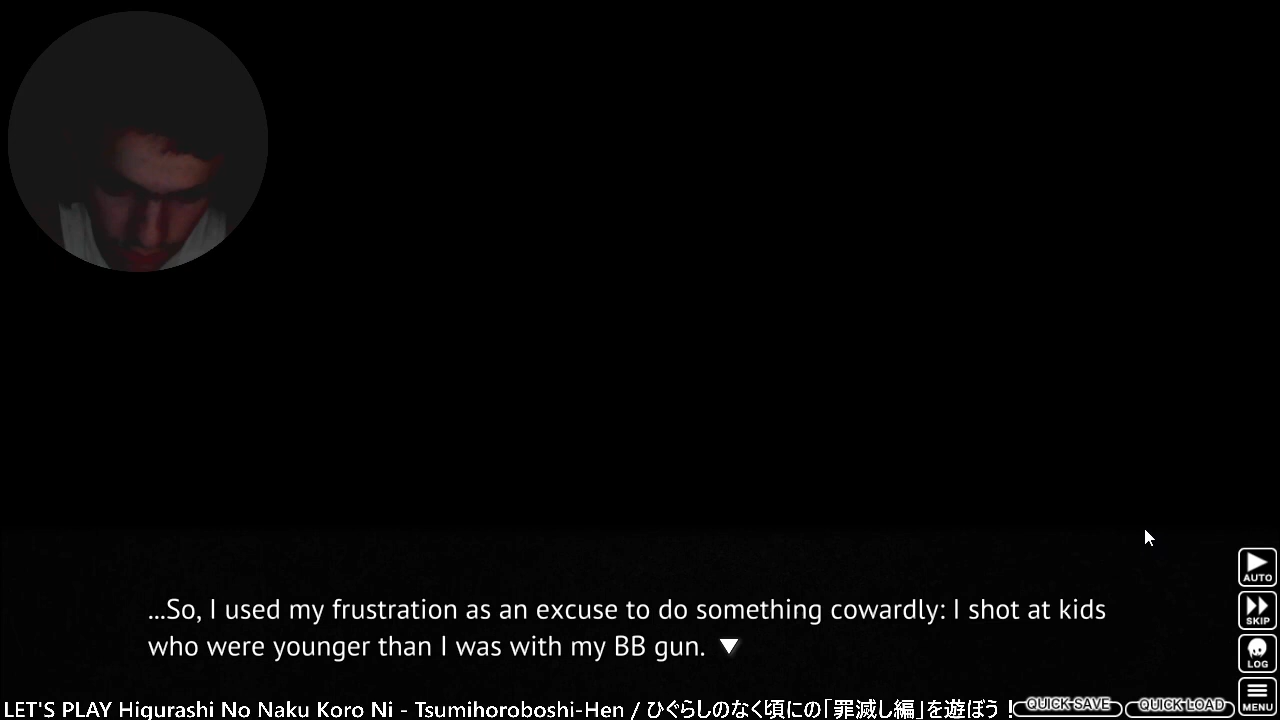 ...So, I used my frustration as an excuse to do something cowardly: I shot at kids
who were younger than I was with my BB gun.
AUTO
SKIP
LOG
MENU
QUICK SAVE
QUICK LOAD
LET'S PLAY Higurashi No Naku Koro Ni - Tsumihoroboshi-Hen / ひぐらしのなく頃にの「罪滅し編」を遊ぼう！